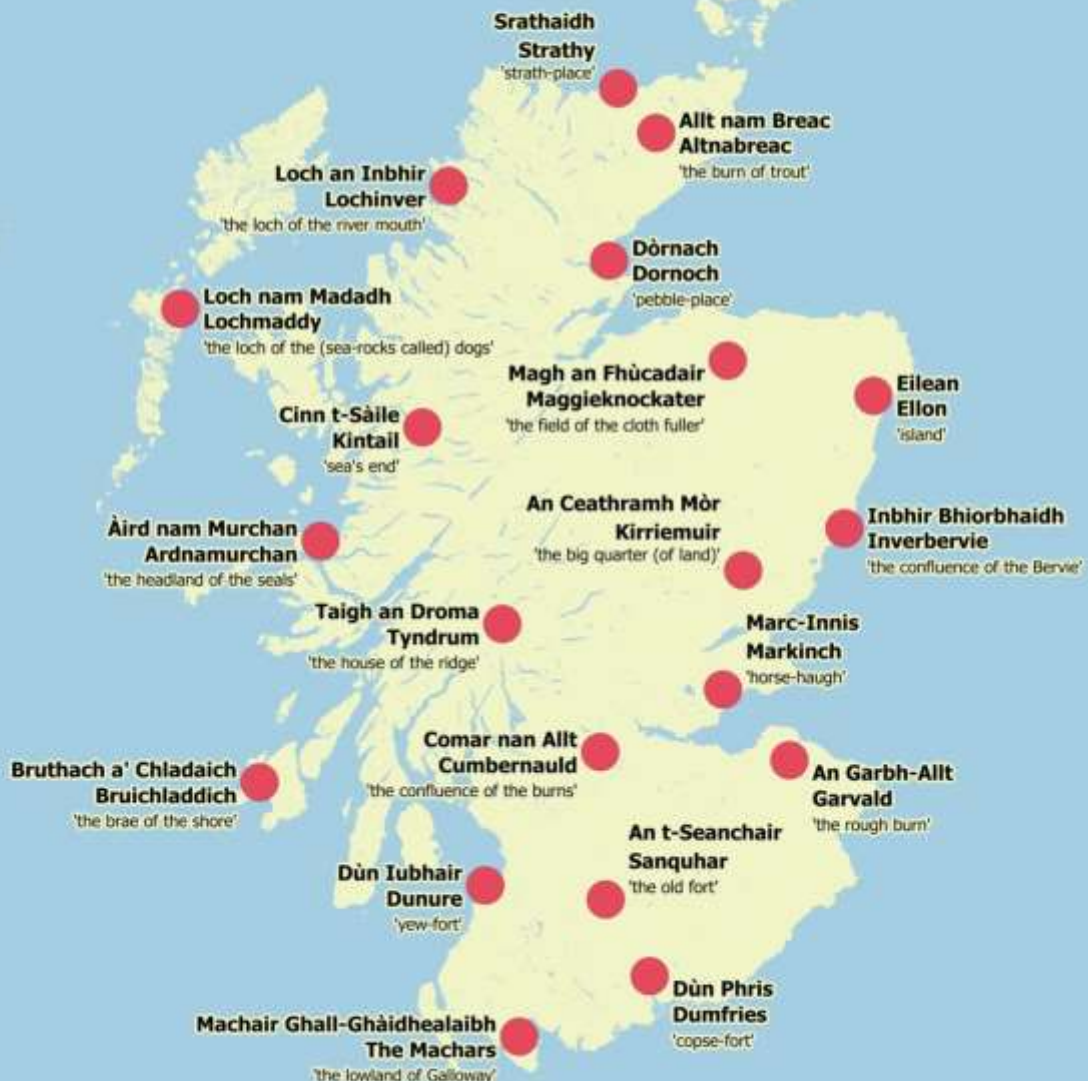 Srathaidh
Strathy
'strath-place'
Allt nam Breac
Altnabreac
'the burn of trout'
Loch an Inbhir
Lochinver
'the loch of the river mouth'
Dòrnach
Dornoch
'pebble-place'
Loch nam Madadh
Lochmaddy
'the loch of the (sea-rocks called) dogs'
Magh an Fhùcadair
Maggieknockater
'the field of the cloth fuller'
Eilean
Ellon
'island'
Cinn t-Sàile
Kintail
'sea's end'
An Ceathramh Mòr
Kirriemuir
'the big quarter (of land)'
Inbhir Bhiorbhaidh
Inverbervie
'the confluence of the Bervie'
Àird nam Murchan
Ardnamurchan
'the headland of the seals'
Taigh an Droma
Tyndrum
'the house of the ridge'
Marc-Innis
Markinch
'horse-haugh'
Comar nan Allt
Cumbernauld
'the confluence of the burns'
Bruthach a' Chladaich
Bruichladdich
'the brae of the shore'
An Garbh-Allt
Garvald
'the rough burn'
An t-Seanchair
Sanquhar
'the old fort'
Dùn Iubhair
Dunure
'yew-fort'
Dùn Phris
Dumfries
'copse-fort'
Machair Ghall-Ghàidhealaibh
The Machars
'the lowland of Galloway'